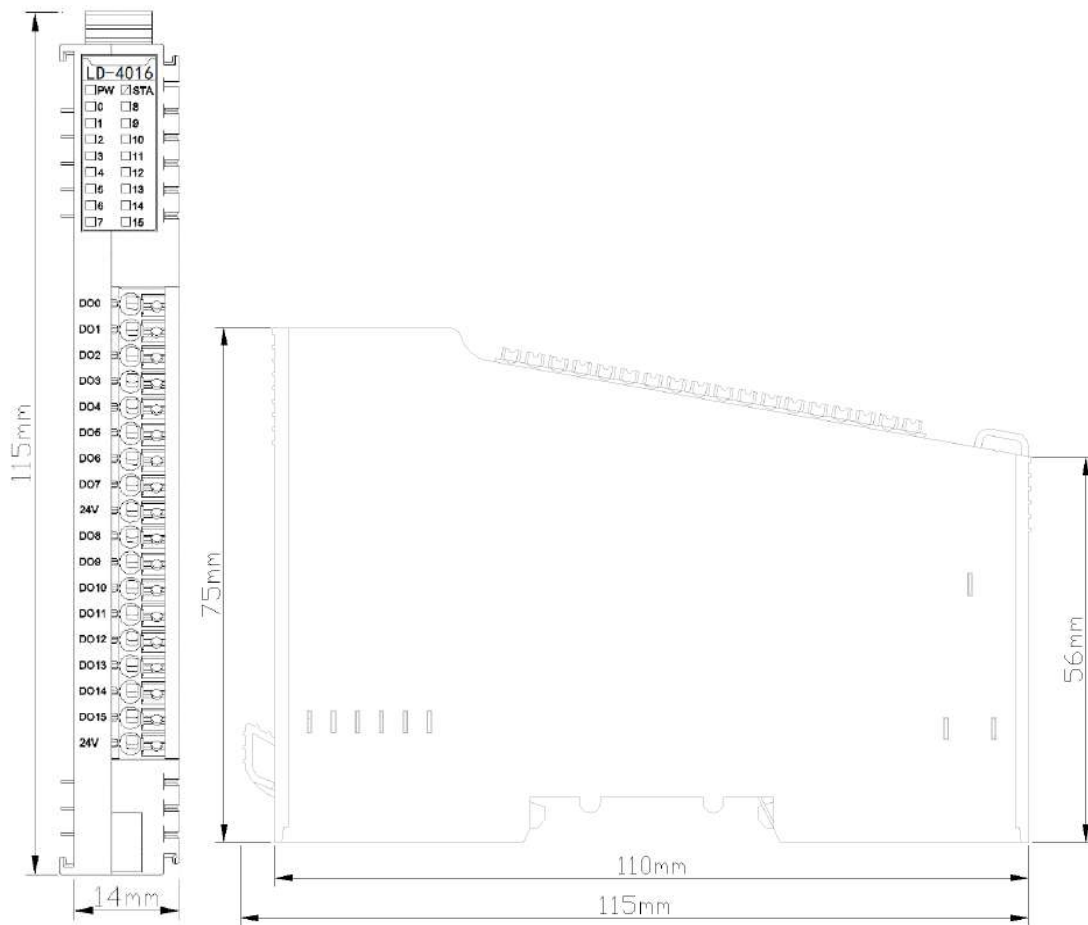 LD-4016
PW STA
0 8
1 9
2 10
3 11
4 12
5 13
6 14
7 15
DO0
DO1
DO2
DO3
DO4
DO5
DO6
DO7
24V
DO8
DO9
DO10
DO11
DO12
DO13
DO14
DO15
24V
115mm
14mm
75mm
56mm
110mm
115mm